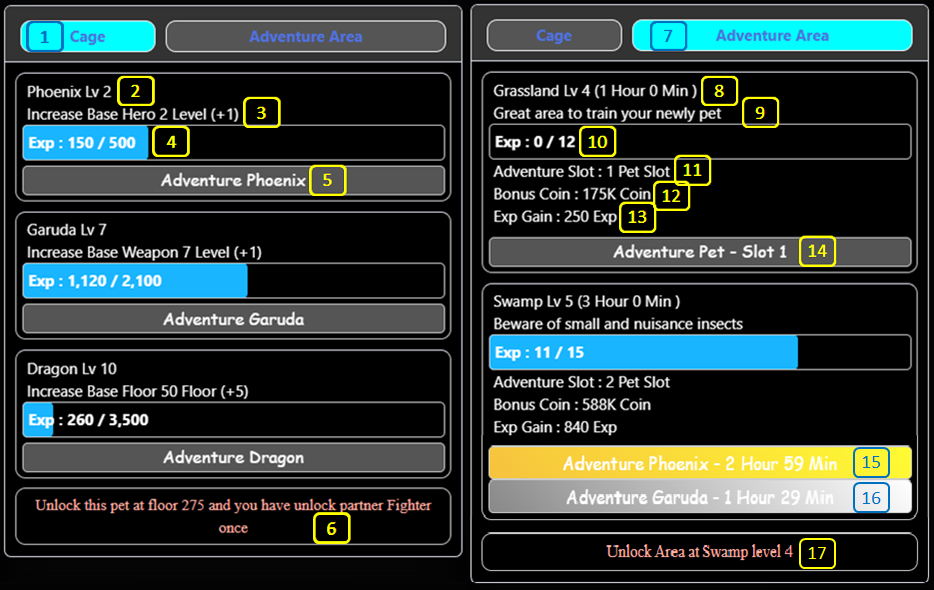 1 Cage
Adventure Area
Phoenix Lv 2 2
Increase Base Hero 2 Level (+1) 3
Exp : 150 / 500 4
Adventure Phoenix 5
Garuda Lv 7
Increase Base Weapon 7 Level (+1)
Exp : 1,120 / 2,100
Adventure Garuda
Dragon Lv 10
Increase Base Floor 50 Floor (+5)
Exp : 260 / 3,500
Adventure Dragon
Unlock this pet at floor 275 and you have unlock partner Fighter
once 6
Cage
7 Adventure Area
Grassland Lv 4 (1 Hour 0 Min ) 8
Great area to train your newly pet 9
Exp : 0 / 12 10
Adventure Slot : 1 Pet Slot 11
Bonus Coin : 175K Coin 12
Exp Gain : 250 Exp 13
Adventure Pet - Slot 1 14
Swamp Lv 5 (3 Hour 0 Min )
Beware of small and nuisance insects
Exp : 11 / 15
Adventure Slot : 2 Pet Slot
Bonus Coin : 588K Coin
Exp Gain : 840 Exp
Adventure Phoenix - 2 Hour 59 Min 15
Adventure Garuda - 1 Hour 29 Min 16
Unlock Area at Swamp level 4 17